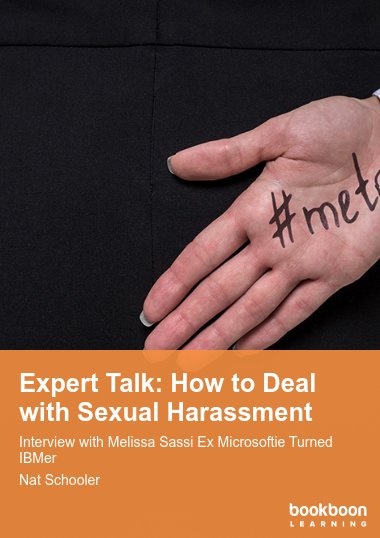 #meto
Expert Talk: How to Deal
with Sexual Harassment
Interview with Melissa Sassi Ex Microsoftie Turned
IBMer
Nat Schooler
bookboon
LEARNING